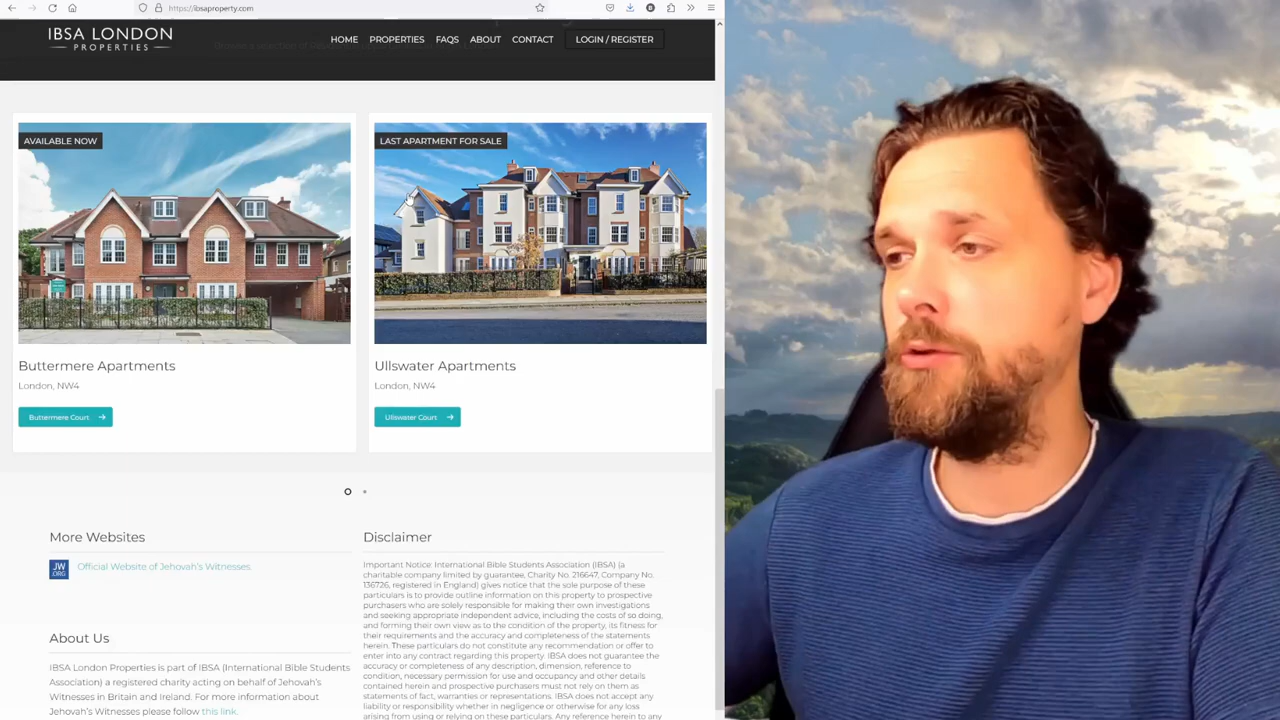 https://ibsaproperty.com
IBSA LONDON
PROPERTIES
HOME PROPERTIES FAQS ABOUT CONTACT LOGIN / REGISTER
AVAILABLE NOW
LAST APARTMENT FOR SALE
Buttermere Apartments
London, NW4
Buttermere Court
Ullswater Apartments
London, NW4
Ullswater Court
More Websites
JW.ORG
Official Website of Jehovah's Witnesses
About Us
IBSA London Properties is part of IBSA (International Bible Students
Association) a registered charity acting on behalf of Jehovah's
Witnesses in Britain and Ireland. For more information about
Jehovah's Witnesses please follow this link.
Disclaimer
Important Notice: International Bible Students Association (IBSA) (a
charitable company limited by guarantee, Charity No. 216647, Company No.
136726, registered in England) gives notice that the sole purpose of these
particulars is to provide outline information on this property to prospective
purchasers who are solely responsible for making their own investigations
and seeking appropriate independent advice, including the costs of so doing,
and forming their own view as to the condition of the property, its fitness for
their requirements and the accuracy and completeness of the statements
herein. These particulars do not constitute any recommendation or offer to
enter into any contract regarding this property. IBSA does not guarantee the
accuracy or completeness of any description, dimension, reference to
condition, necessary permission for use and occupancy and other details
contained herein and prospective purchasers must not rely on them as
statements of fact, warranties or representations. IBSA does not accept any
liability or responsibility whether in negligence or otherwise for any loss
arising from using or relying on these particulars. Any reference herein to any